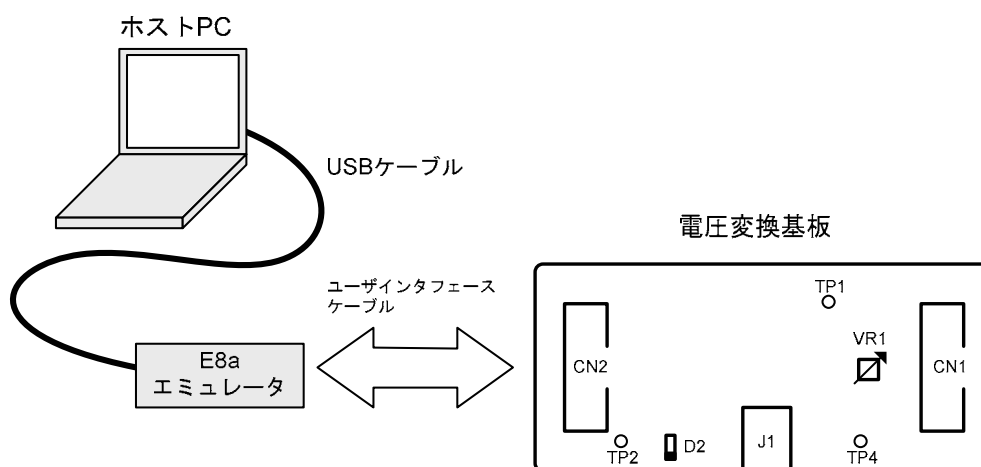 ホストPC
USBケーブル
電圧変換基板
ユーザインタフェース
ケーブル
TP1
VR1
E8a
エミュレータ
CN2
CN1
TP2
D2
J1
TP4